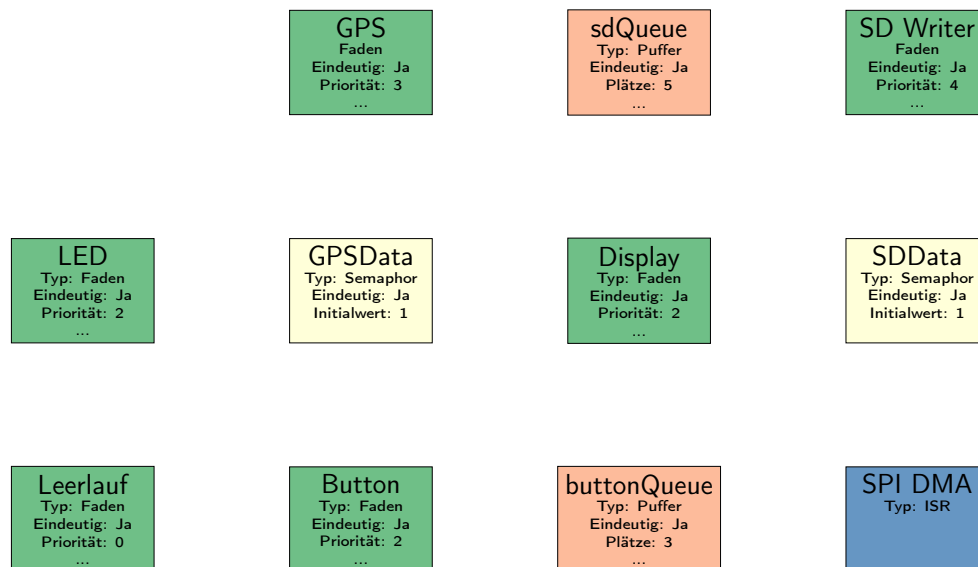 GPS
Faden
Eindeutig: Ja
Priorität: 3
...
sdQueue
Typ: Puffer
Eindeutig: Ja
Plätze: 5
...
SD Writer
Faden
Eindeutig: Ja
Priorität: 4
...
LED
Typ: Faden
Eindeutig: Ja
Priorität: 2
...
GPSData
Typ: Semaphor
Eindeutig: Ja
Initialwert: 1
Display
Typ: Faden
Eindeutig: Ja
Priorität: 2
...
SDData
Typ: Semaphor
Eindeutig: Ja
Initialwert: 1
Leerlauf
Typ: Faden
Eindeutig: Ja
Priorität: 0
...
Button
Typ: Faden
Eindeutig: Ja
Priorität: 2
...
buttonQueue
Typ: Puffer
Eindeutig: Ja
Plätze: 3
...
SPI DMA
Typ: ISR